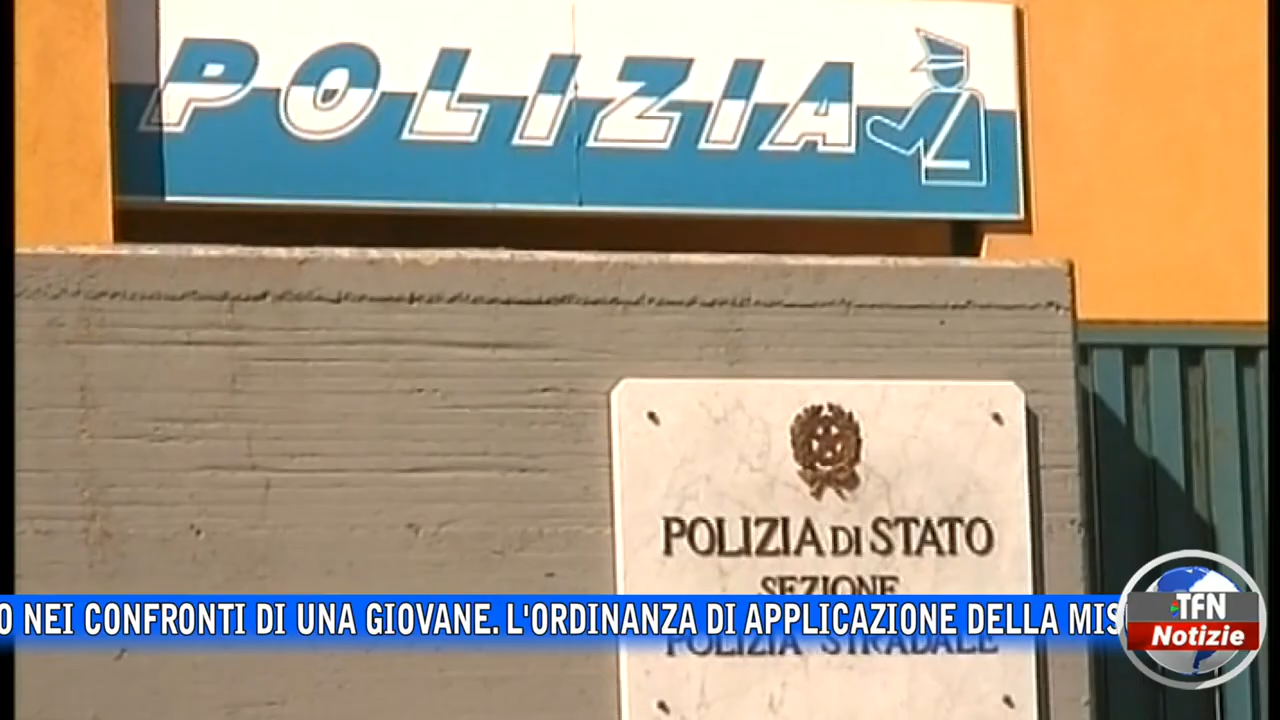 POLIZIA
POLIZIA DI STATO
SEZIONE
O NEI CONFRONTI DI UNA GIOVANE. L'ORDINANZA DI APPLICAZIONE DELLA MIS
POLIZIA STRADALE
TFN
Notizie